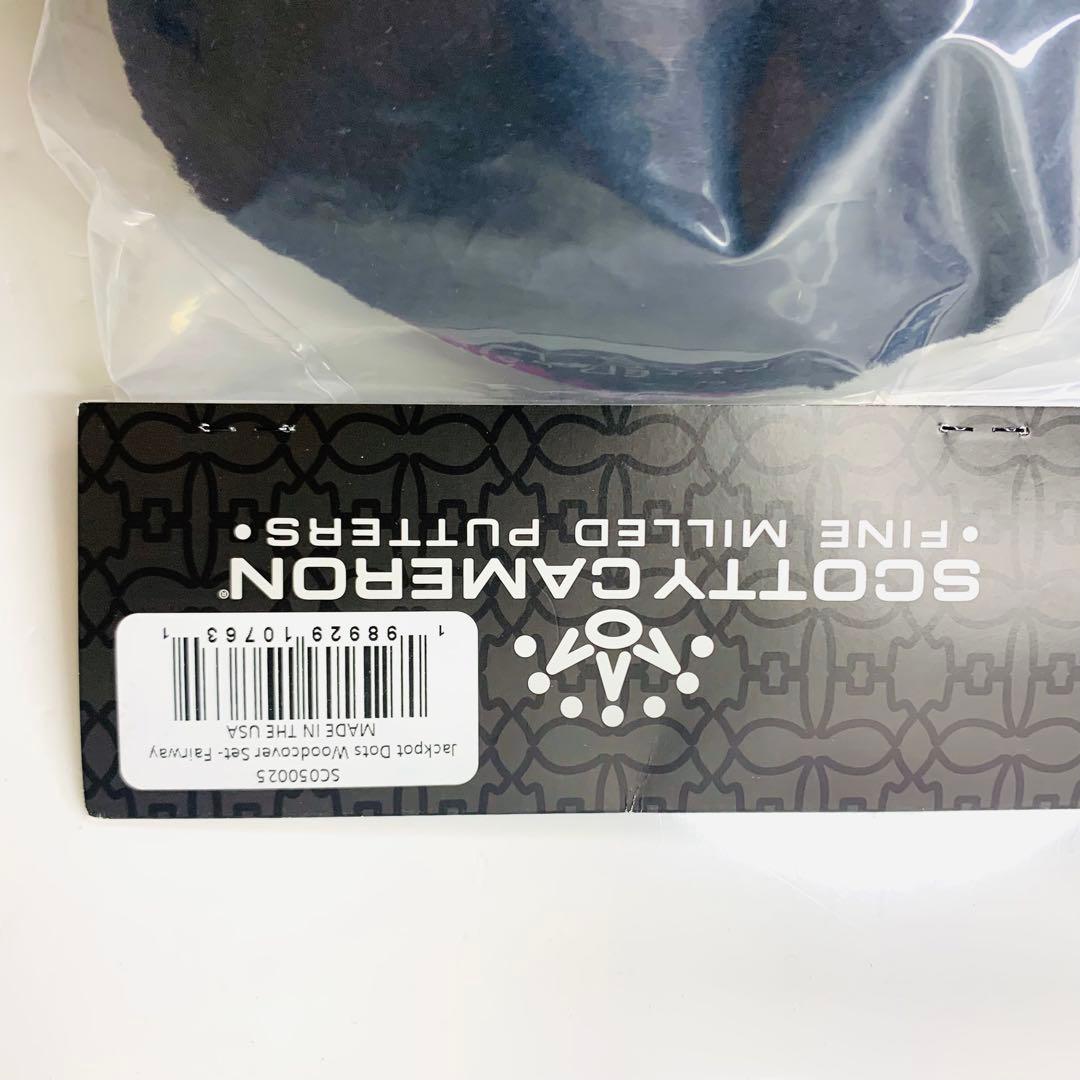 SCOTTY CAMERON®
• FINE MILLED PUTTERS •
SC050025
Jackpot Dots Woodcover Set- Fairway
MADE IN THE USA
1 98929 10763 1